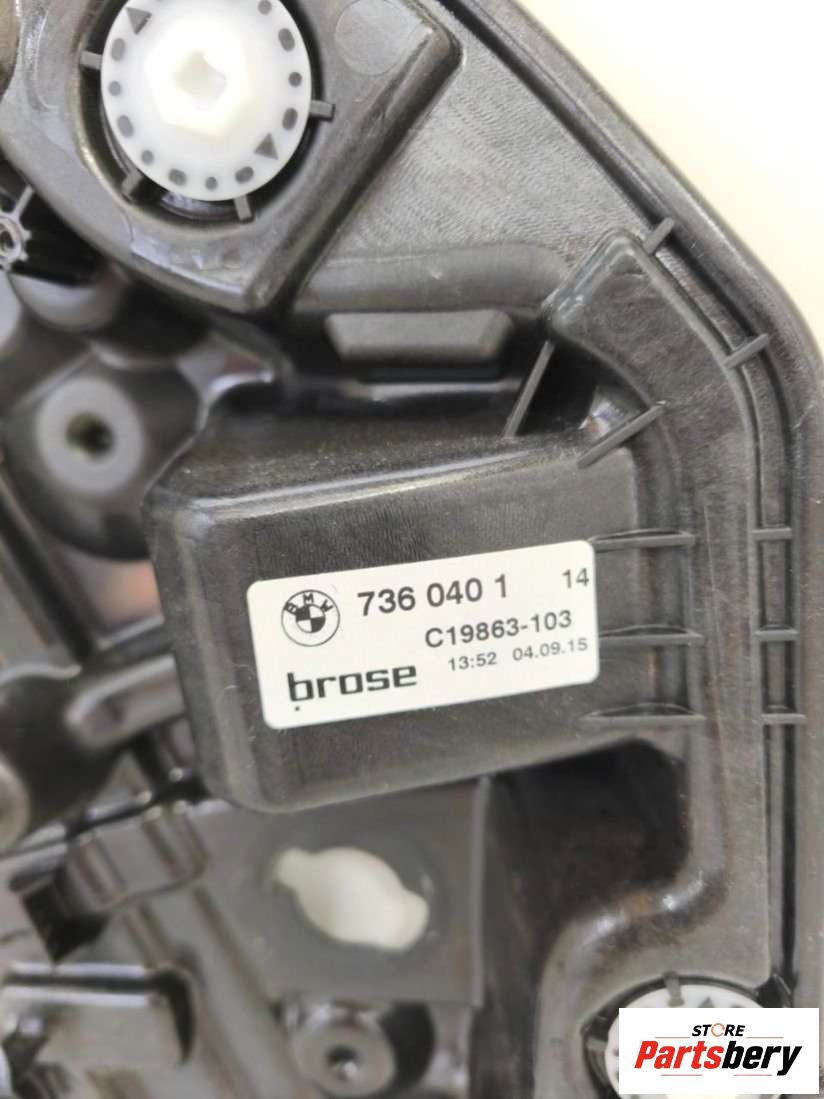 BMW 736 040 1 14
C19863-103
brose 13:52 04.09.15
STORE
Partsbery